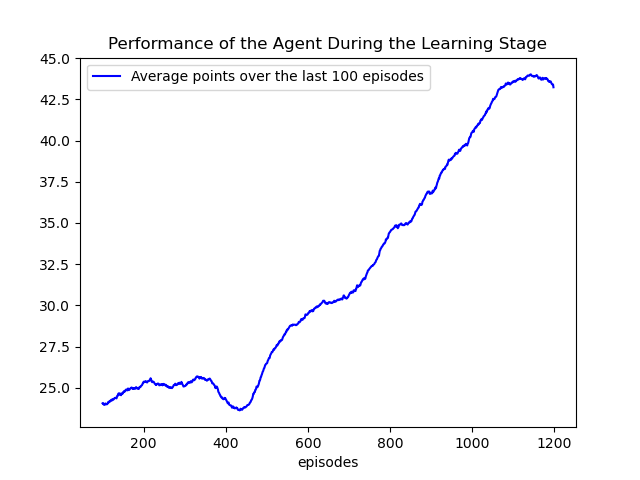 Performance of the Agent During the Learning Stage
Average points over the last 100 episodes
45.0
42.5
40.0
37.5
35.0
32.5
30.0
27.5
25.0
200 400 600 800 1000 1200
episodes